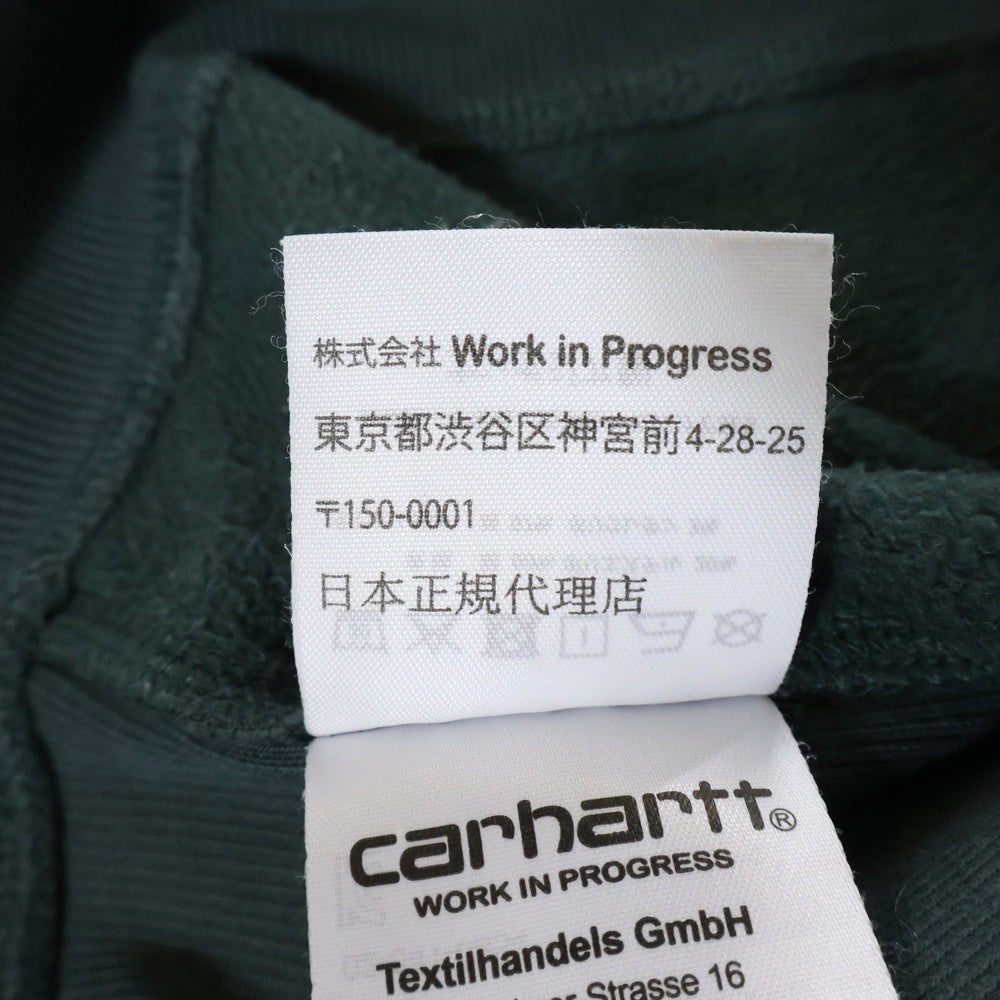 株式会社 Work in Progress
東京都渋谷区神宮前4-28-25
〒150-0001
日本正規代理店
carhartt®
WORK IN PROGRESS
Textilhandels GmbH
Strasse 16